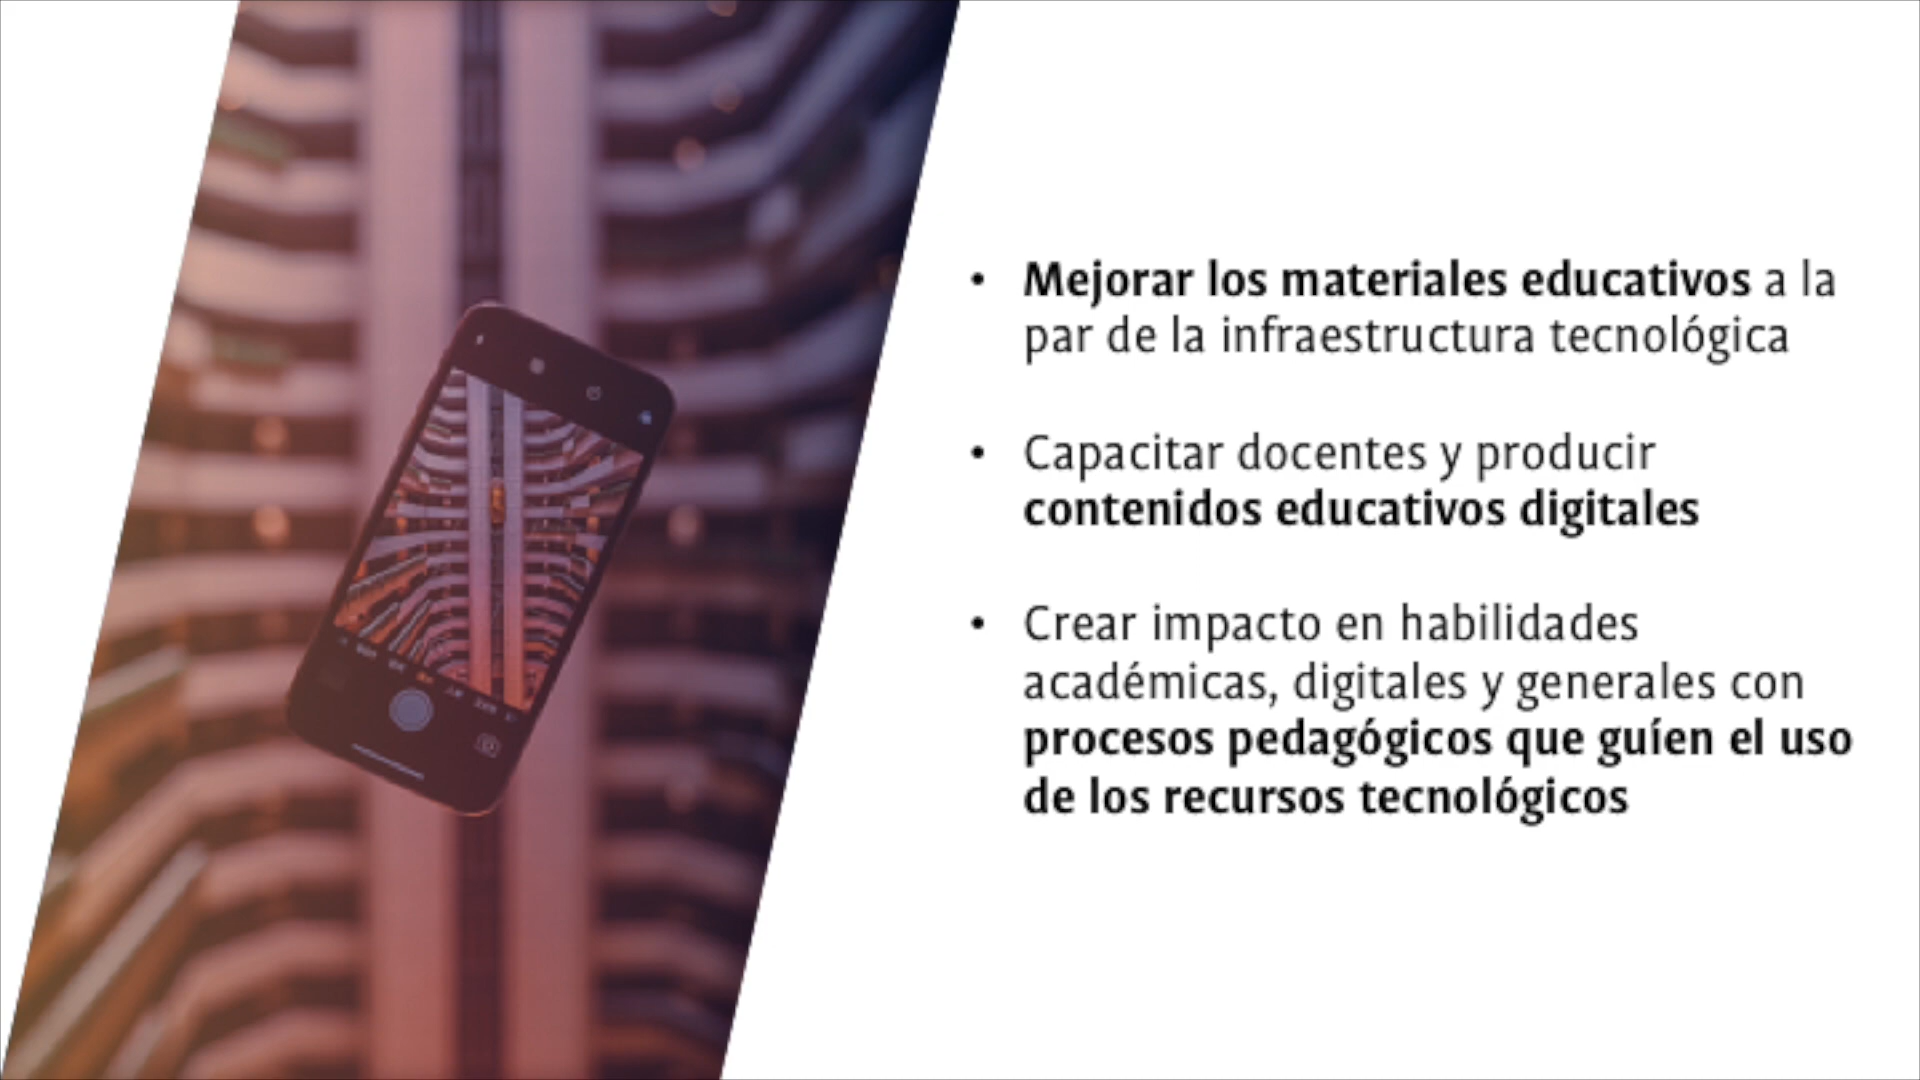 • Mejorar los materiales educativos a la
par de la infraestructura tecnológica
• Capacitar docentes y producir
contenidos educativos digitales
• Crear impacto en habilidades
académicas, digitales y generales con
procesos pedagógicos que guíen el uso
de los recursos tecnológicos